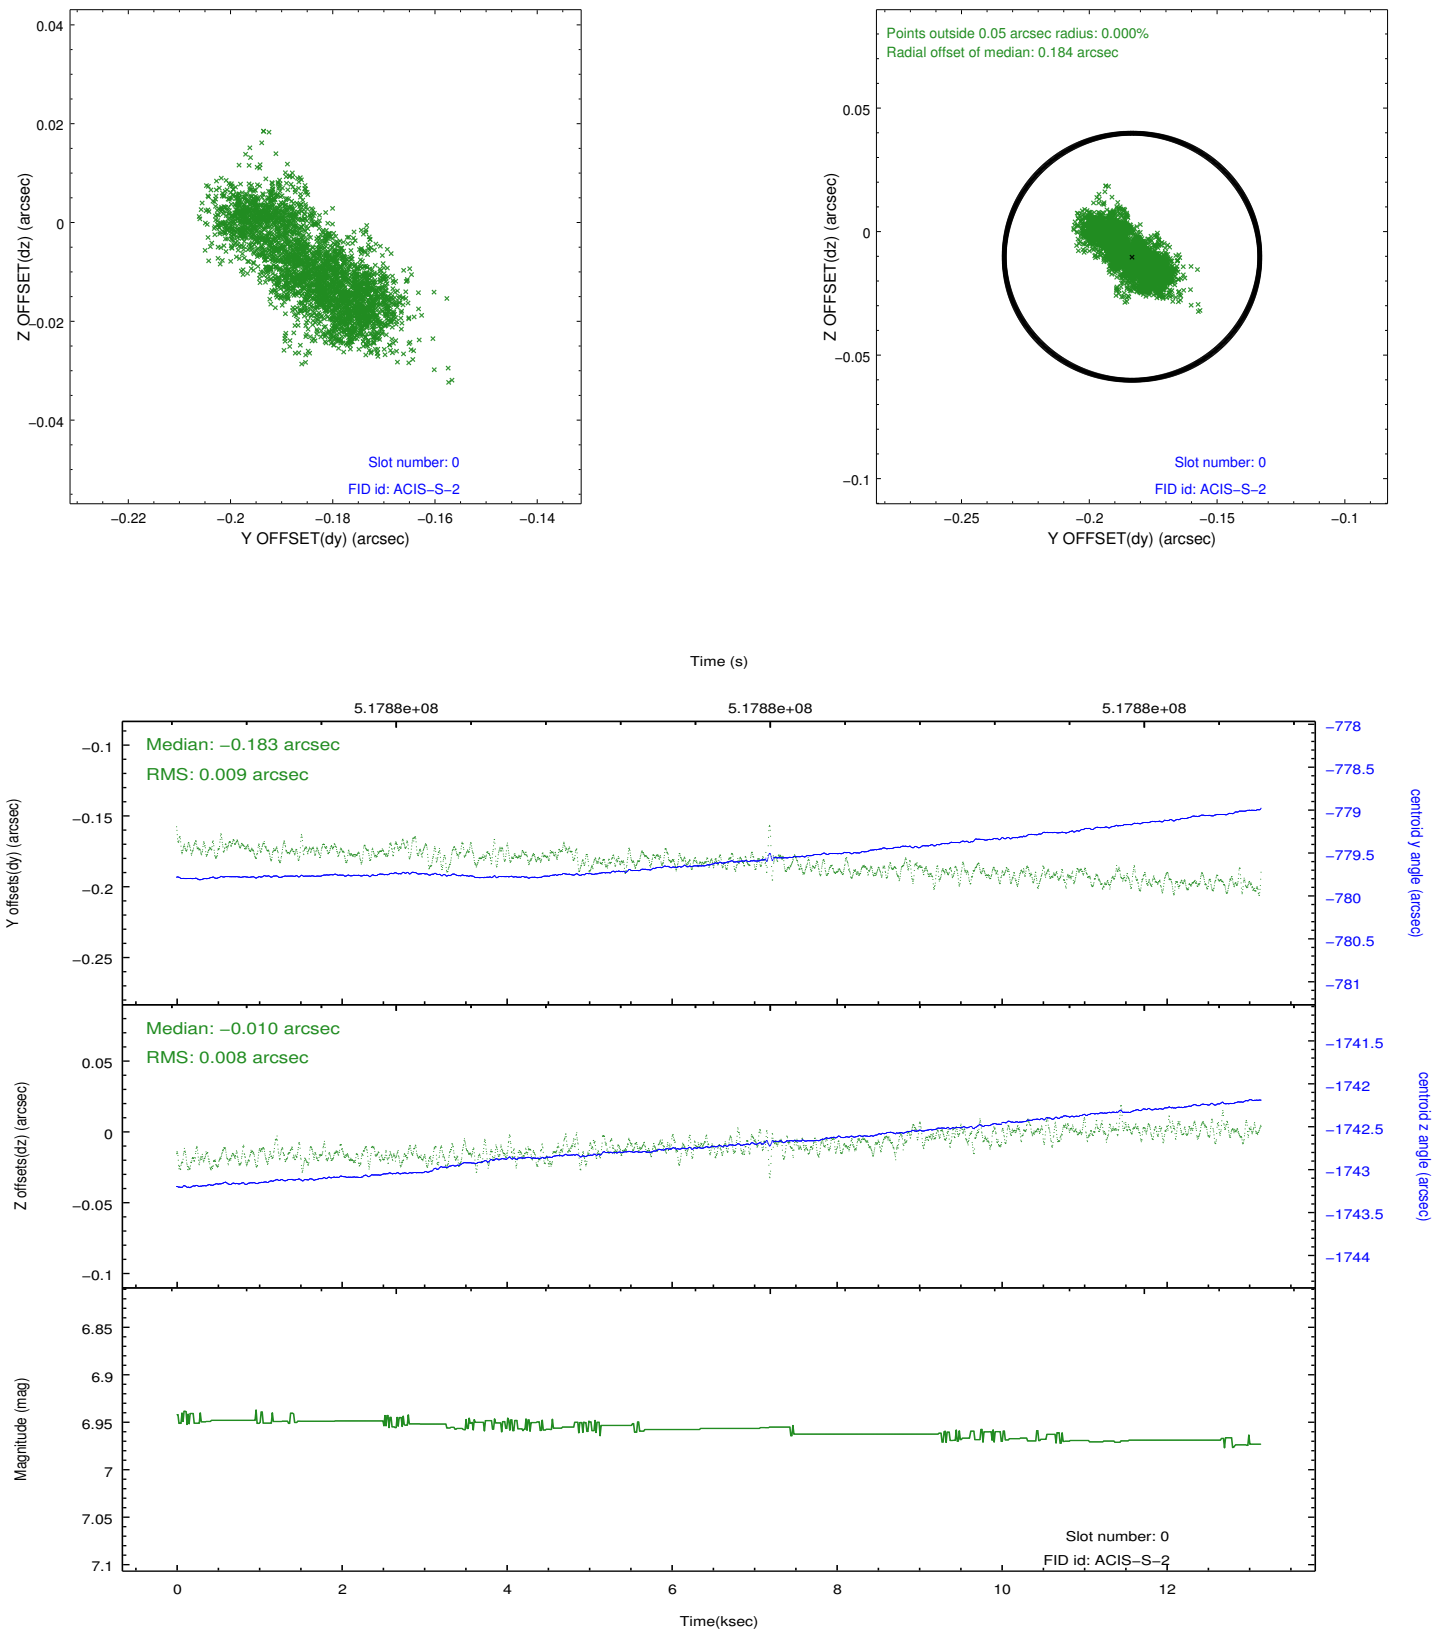 0.04
0.02
0
−0.02
−0.04
Z OFFSET(dz) (arcsec)
Slot number: 0
FID id: ACIS−S−2
−0.22
−0.2
−0.18
−0.16
−0.14
Y OFFSET(dy) (arcsec)
Points outside 0.05 arcsec radius: 0.000%
Radial offset of median: 0.184 arcsec
0.05
0
−0.05
−0.1
Z OFFSET(dz) (arcsec)
Slot number: 0
FID id: ACIS−S−2
−0.25
−0.2
−0.15
−0.1
Y OFFSET(dy) (arcsec)
Time (s)
5.1788e+08
5.1788e+08
5.1788e+08
Median: −0.183 arcsec
RMS: 0.009 arcsec
−0.1
−0.15
−0.2
−0.25
Y offsets(dy) (arcsec)
−778
−778.5
−779
−779.5
−780
−780.5
−781
centroid y angle (arcsec)
Median: −0.010 arcsec
RMS: 0.008 arcsec
0.05
0
−0.05
−0.1
Z offsets(dz) (arcsec)
−1741.5
−1742
−1742.5
−1743
−1743.5
−1744
centroid z angle (arcsec)
6.85
6.9
6.95
7
7.05
7.1
Magnitude (mag)
Slot number: 0
FID id: ACIS−S−2
0
2
4
6
8
10
12
Time(ksec)